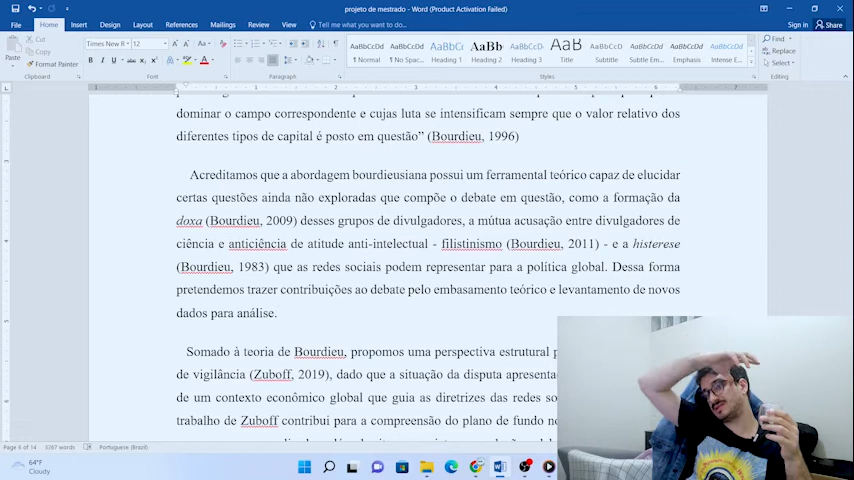 projeto de mestrado - Word (Product Activation Failed)
File Home Insert Draw Design Layout References Mailings Review View Tell me what you want to do... Sign in Share
Cut
Copy
Paste
Format Painter
Clipboard Font Paragraph Styles Editing
Times New R 12
AaBbCcDd AaBbCcDd AaBbC( AaBb( AaBbCcD AaB AaBbCcD AaBbCcDd AaBbCcDd AaBbCcDd
¶ Normal ¶ No Spac... Heading 1 Heading 2 Heading 3 Title Subtitle Subtle Em... Emphasis Intense E...
Find
Replace
Select
dominar o campo correspondente e cujas luta se intensificam sempre que o valor relativo dos
diferentes tipos de capital é posto em questão” (Bourdieu, 1996)
Acreditamos que a abordagem bourdieusiana possui um ferramental teórico capaz de elucidar
certas questões ainda não exploradas que compõe o debate em questão, como a formação da
doxa (Bourdieu, 2009) desses grupos de divulgadores, a mútua acusação entre divulgadores de
ciência e anticiência de atitude anti-intelectual - filistinismo (Bourdieu, 2011) - e a histerese
(Bourdieu, 1983) que as redes sociais podem representar para a política global. Dessa forma
pretendemos trazer contribuições ao debate pelo embasamento teórico e levantamento de novos
dados para análise.
Somado à teoria de Bourdieu, propomos uma perspectiva estrutural p
de vigilância (Zuboff, 2019), dado que a situação da disputa apresenta
de um contexto econômico global que guia as diretrizes das redes so
trabalho de Zuboff contribui para a compreensão do plano de fundo n
Page 6 of 14 3267 words Portuguese (Brazil)
64°F
Cloudy